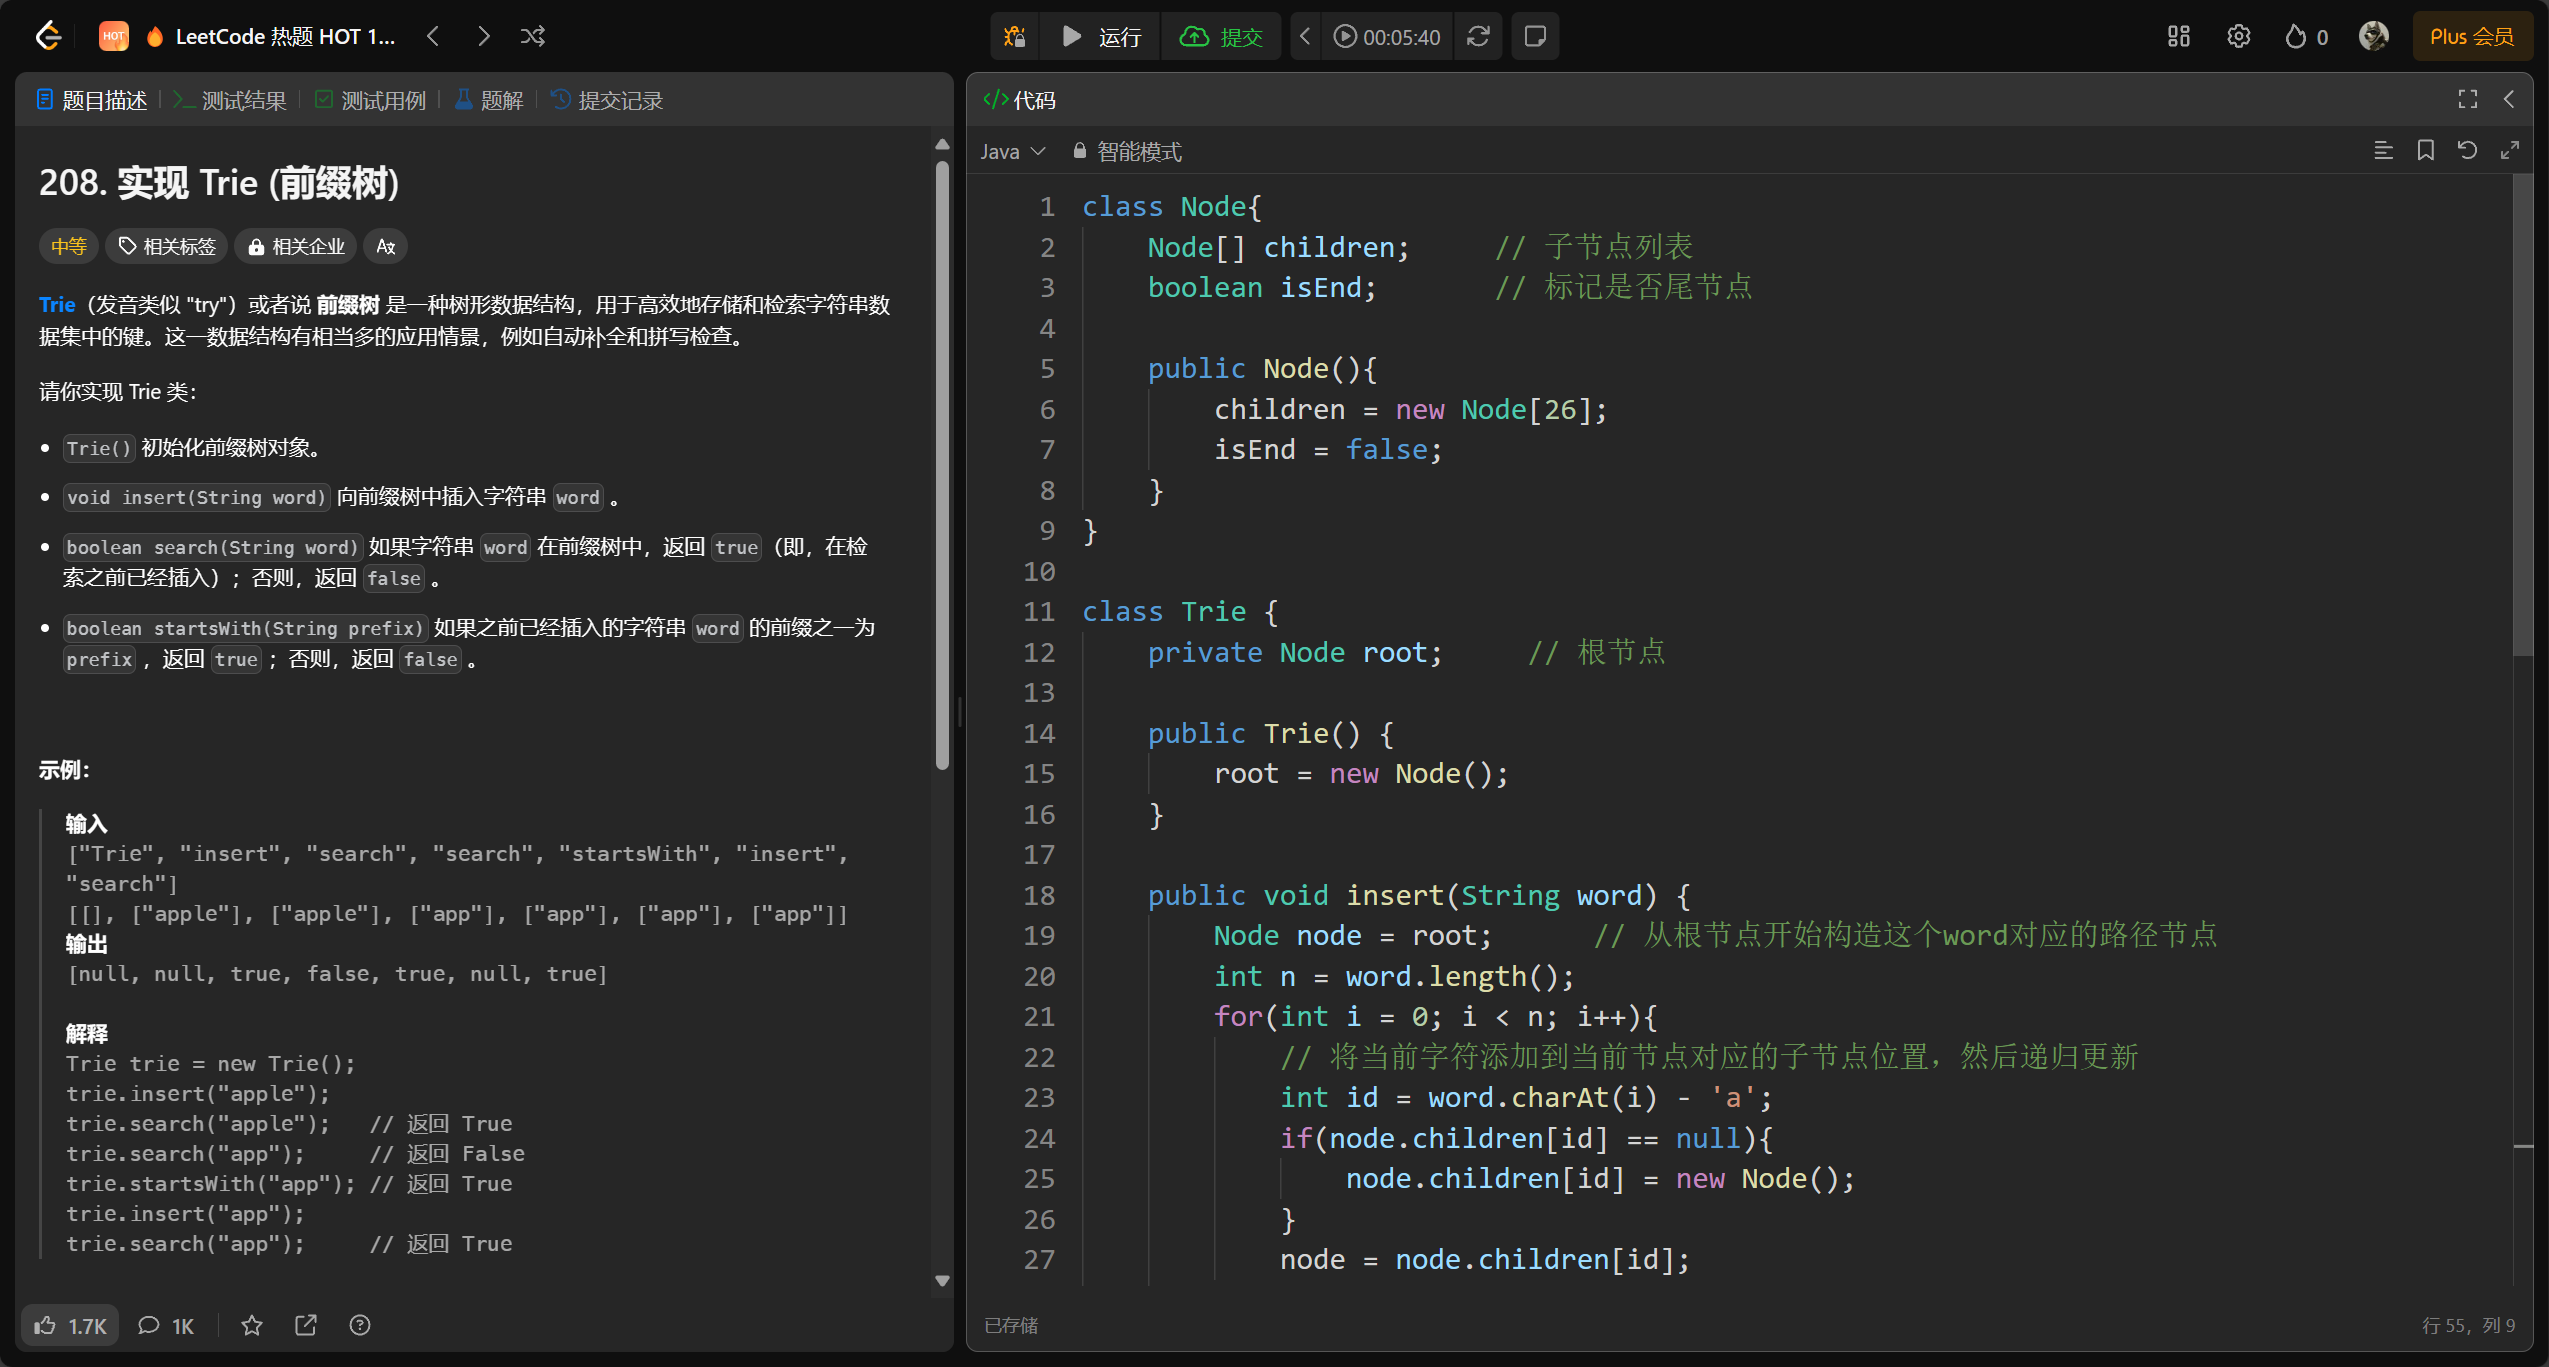 HOT LeetCode 热题 HOT 1...
运行 提交 00:05:40 0 Plus 会员
题目描述 测试结果 测试用例 题解 提交记录
208. 实现 Trie (前缀树)
中等 相关标签 相关企业
Trie（发音类似 "try"）或者说 前缀树 是一种树形数据结构，用于高效地存储和检索字符串数
据集中的键。这一数据结构有相当多的应用情景，例如自动补全和拼写检查。
请你实现 Trie 类：
Trie() 初始化前缀树对象。
void insert(String word) 向前缀树中插入字符串 word 。
boolean search(String word) 如果字符串 word 在前缀树中，返回 true（即，在检
索之前已经插入）；否则，返回 false 。
boolean startsWith(String prefix) 如果之前已经插入的字符串 word 的前缀之一为
prefix ，返回 true ；否则，返回 false 。
示例：
输入
["Trie", "insert", "search", "search", "startsWith", "insert",
"search"]
[[], ["apple"], ["apple"], ["app"], ["app"], ["app"], ["app"]]
输出
[null, null, true, false, true, null, true]
解释
Trie trie = new Trie();
trie.insert("apple");
trie.search("apple");   // 返回 True
trie.search("app");     // 返回 False
trie.startsWith("app"); // 返回 True
trie.insert("app");
trie.search("app");     // 返回 True
1.7K 1K
</> 代码
Java 智能模式
1 class Node{
2     Node[] children;     // 子节点列表
3     boolean isEnd;       // 标记是否尾节点
4
5     public Node(){
6         children = new Node[26];
7         isEnd = false;
8     }
9 }
10
11 class Trie {
12     private Node root;     // 根节点
13
14     public Trie() {
15         root = new Node();
16     }
17
18     public void insert(String word) {
19         Node node = root;      // 从根节点开始构造这个word对应的路径节点
20         int n = word.length();
21         for(int i = 0; i < n; i++){
22             // 将当前字符添加到当前节点对应的子节点位置，然后递归更新
23             int id = word.charAt(i) - 'a';
24             if(node.children[id] == null){
25                 node.children[id] = new Node();
26             }
27             node = node.children[id];
已存储 行 55，列 9